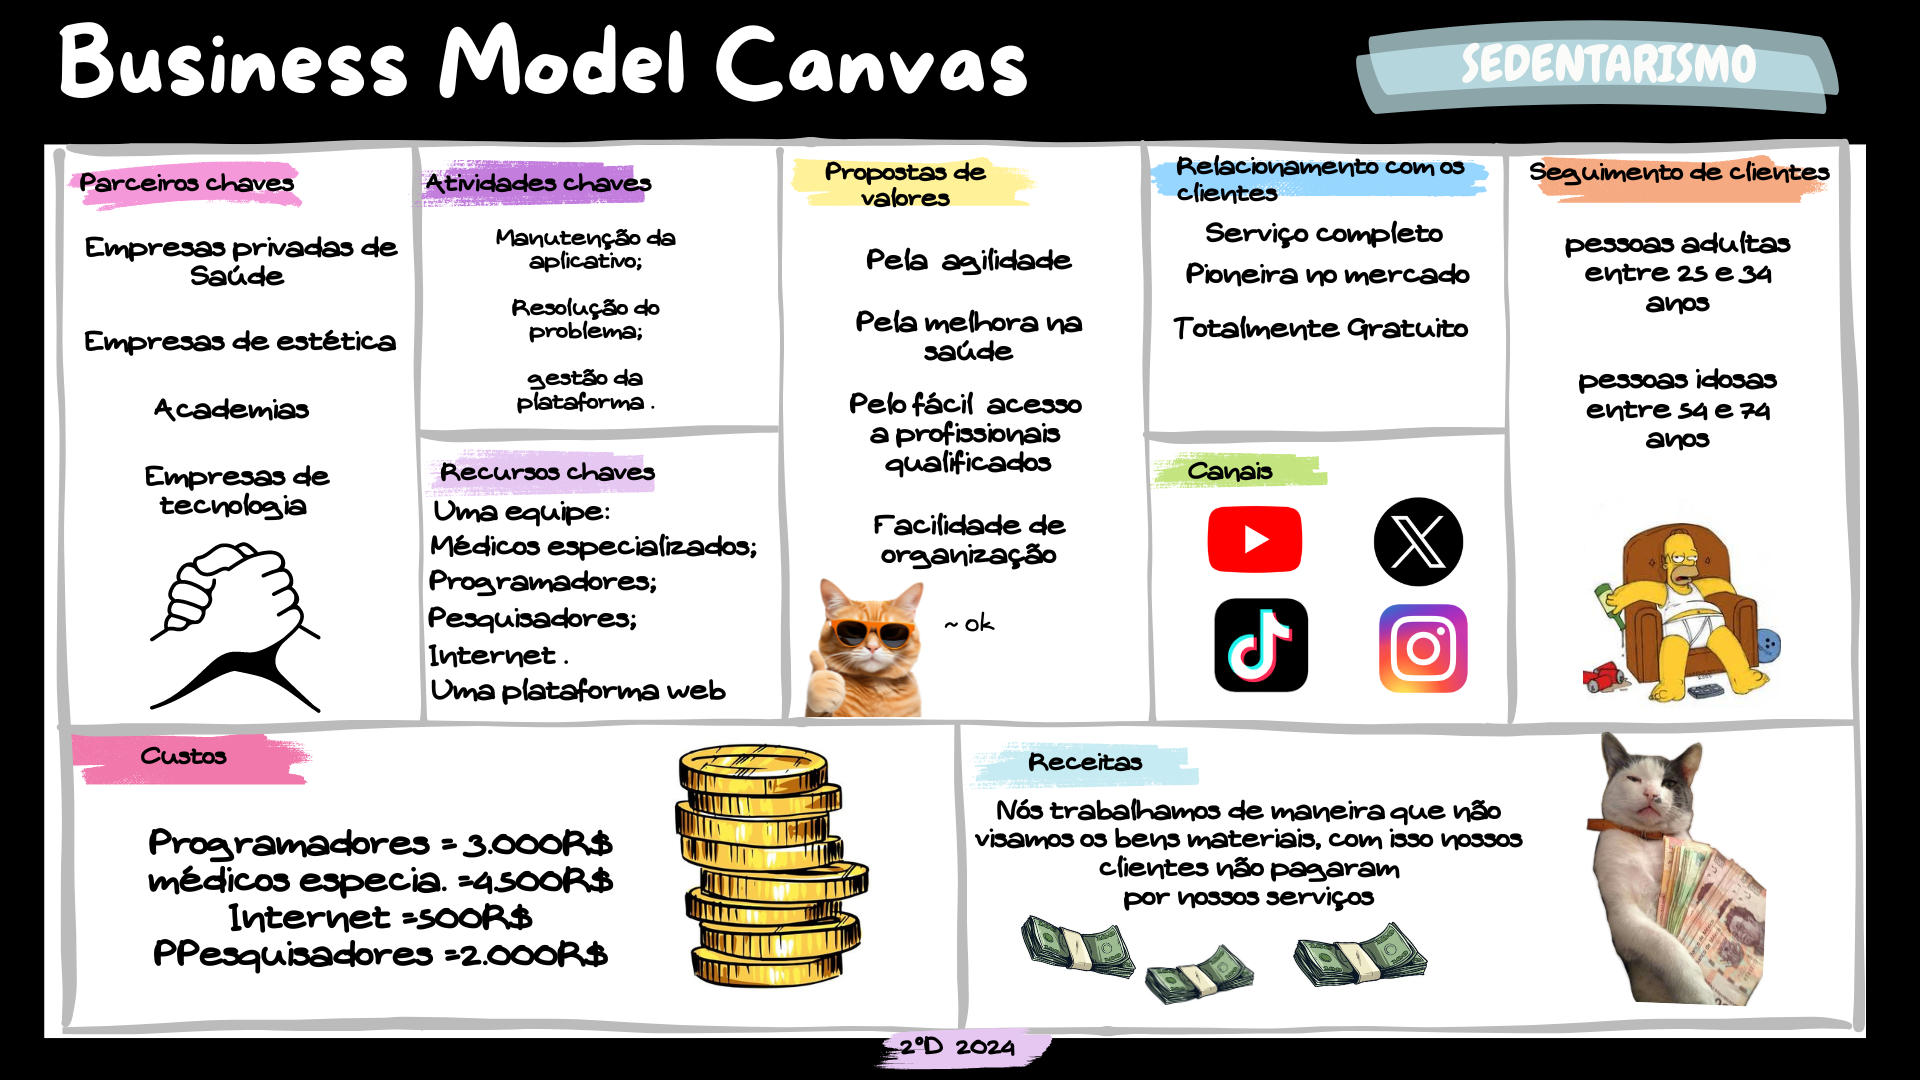 Business Model Canvas
SEDENTARISMO
Parceiros chaves
Empresas privadas de
Saúde
Empresas de estética
Academias
Empresas de
tecnologia
Atividades chaves
Manutenção da
aplicativo;
Resolução do
problema;
gestão da
plataforma .
Recursos chaves
Uma equipe:
Médicos especializados;
Programadores;
Pesquisadores;
Internet .
Uma plataforma web
Propostas de
valores
Pela agilidade
Pela melhora na
saúde
Pelo fácil acesso
a profissionais
qualificados
Facilidade de
organização
~ ok
Relacionamento com os
clientes
Serviço completo
Pioneira no mercado
Totalmente Gratuito
Canais
Seguimento de clientes
pessoas adultas
entre 25 e 34
anos
pessoas idosas
entre 54 e 74
anos
Custos
Programadores = 3.000R$
médicos especia. =4.500R$
Internet =500R$
PPesquisadores =2.000R$
Receitas
Nós trabalhamos de maneira que não
visamos os bens materiais, com isso nossos
clientes não pagaram
por nossos serviços
2ºD 2024